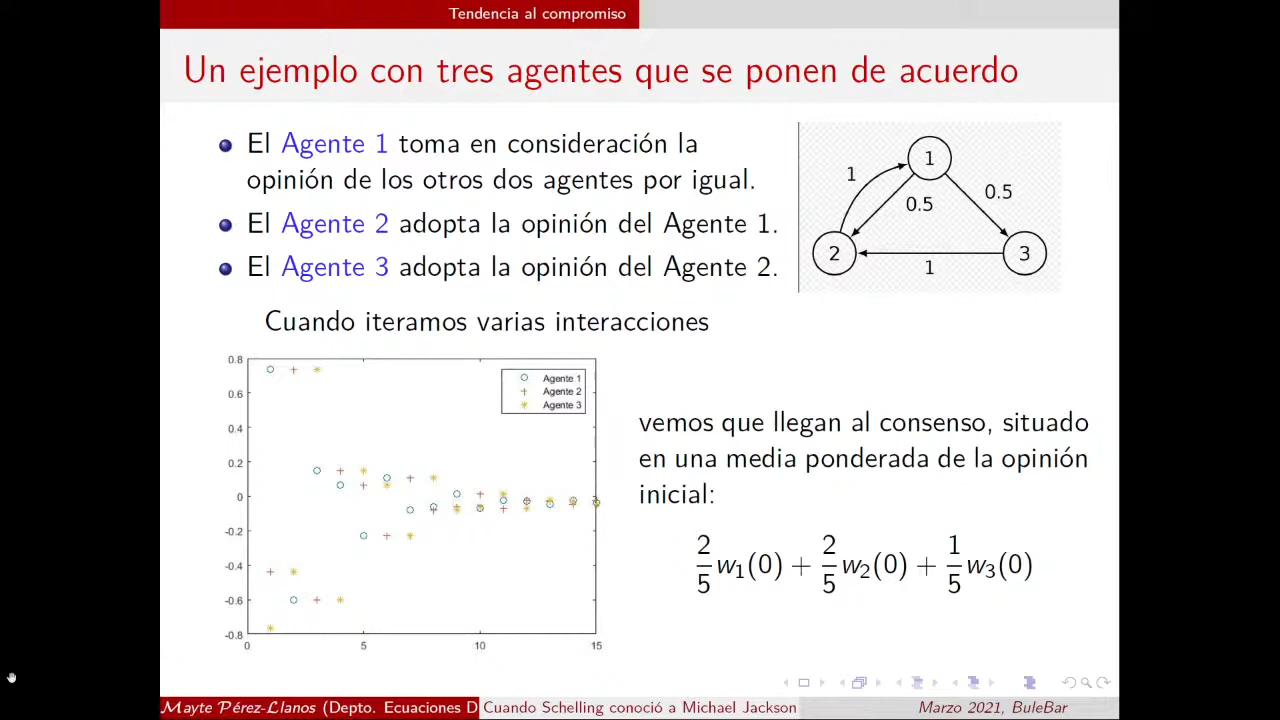 Tendencia al compromiso
Un ejemplo con tres agentes que se ponen de acuerdo
El Agente 1 toma en consideración la
opinión de los otros dos agentes por igual.
El Agente 2 adopta la opinión del Agente 1.
El Agente 3 adopta la opinión del Agente 2.
1
1
0.5
0.5
2
3
1
Cuando iteramos varias interacciones
0.8
0.6
0.4
0.2
0
-0.2
-0.4
-0.6
-0.8
0
5
10
15
Agente 1
Agente 2
Agente 3
vemos que llegan al consenso, situado
en una media ponderada de la opinión
inicial:
2/5 w₁(0) + 2/5 w₂(0) + 1/5 w₃(0)
Mayte Pérez-Llanos (Depto. Ecuaciones D Cuando Schelling conoció a Michael Jackson Marzo 2021, BuleBar